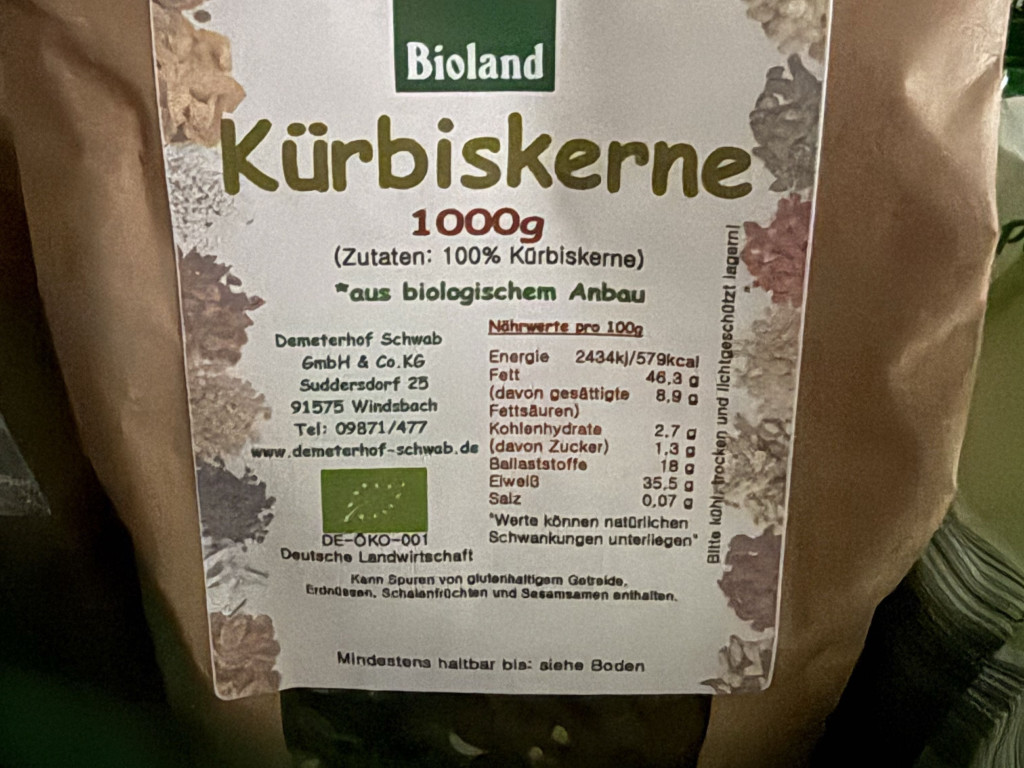 Bioland
Kürbiskerne
1000g
(Zutaten: 100% Kürbiskerne)
*aus biologischem Anbau
Demeterhof Schwab
GmbH & Co.KG
Suddersdorf 25
91575 Windsbach
Tel: 09871/477
www.demeterhof-schwab.de
DE-ÖKO-001
Deutsche Landwirtschaft
Nährwerte pro 100g
Energie 2434kj/579kcal
Fett 46,3 g
(davon gesättigte 8,9 g
Fettsäuren)
Kohlenhydrate 2,7 g
(davon Zucker) 1,3 g
Ballaststoffe 18 g
Eiweiß 35,5 g
Salz 0,07 g
*Werte können natürlichen
Schwankungen unterliegen*
Bitte kühl, trocken und lichtgeschützt lagern!
Kann Spuren von glutenhaltigem Getreide,
Erdnüssen, Schalenfrüchten und Sesamsamen enthalten.
Mindestens haltbar bis: siehe Boden